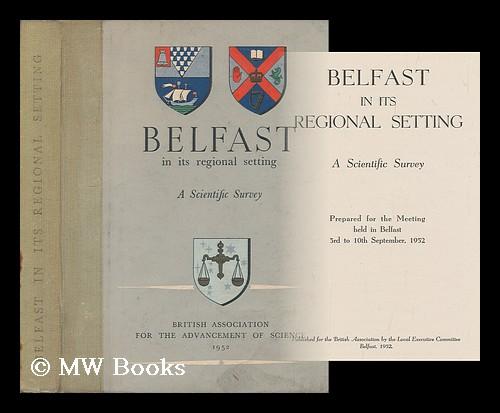 BELFAST IN ITS REGIONAL SETTING
BELFAST
in its regional setting
A Scientific Survey
BRITISH ASSOCIATION
FOR THE ADVANCEMENT OF SCIENCE
1952
BELFAST
IN ITS
REGIONAL SETTING
A Scientific Survey
Prepared for the Meeting
held in Belfast
3rd to 10th September, 1952
Published for the British Association by the Local Executive Committee
Belfast, 1952.
© MW Books